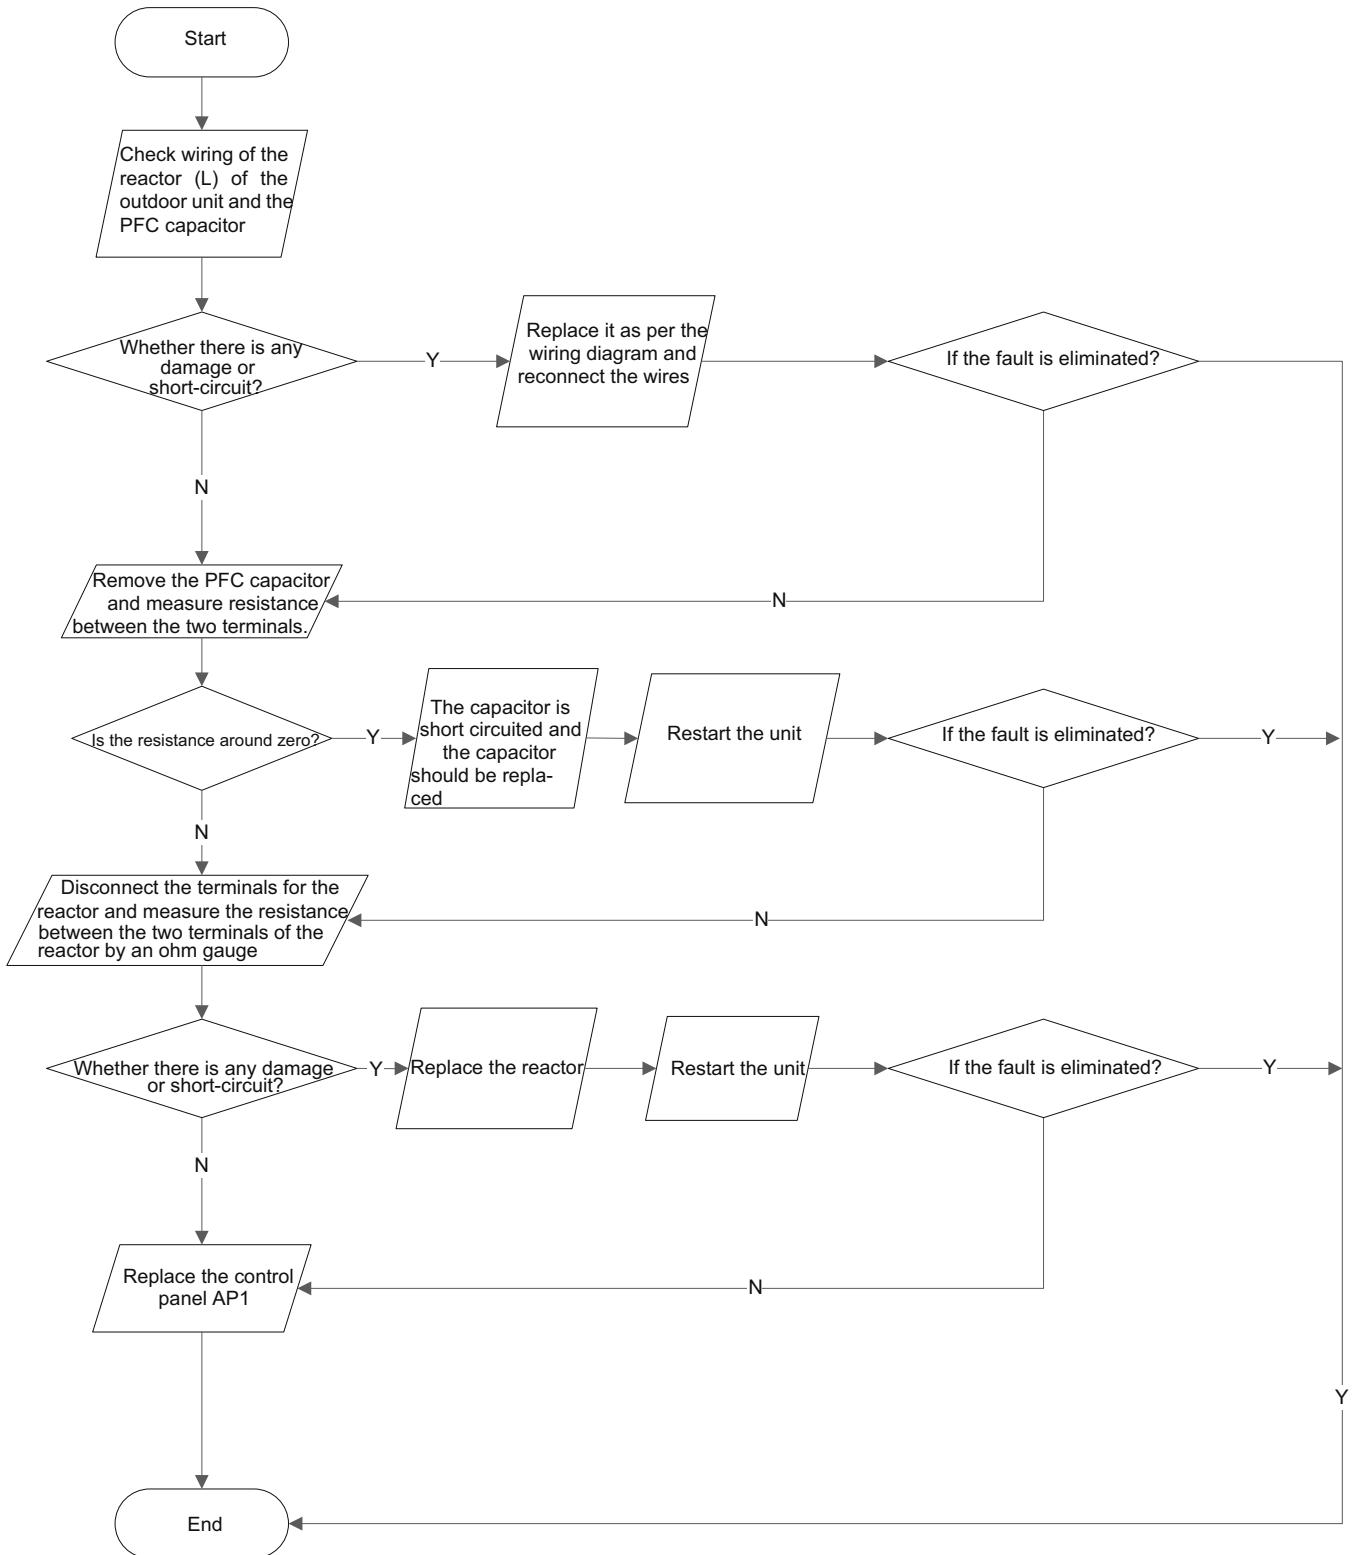 Start
Check wiring of the
reactor (L) of the
outdoor unit and the
PFC capacitor
Whether there is any
damage or
short-circuit?
Y
Replace it as per the
wiring diagram and
reconnect the wires
If the fault is eliminated?
N
Remove the PFC capacitor
and measure resistance
between the two terminals.
N
Is the resistance around zero?
Y
The capacitor is
short circuited and
the capacitor
should be repla-
ced
Restart the unit
If the fault is eliminated?
Y
N
Disconnect the terminals for the
reactor and measure the resistance
between the two terminals of the
reactor by an ohm gauge
N
Whether there is any damage
or short-circuit?
Y
Replace the reactor
Restart the unit
If the fault is eliminated?
Y
N
Replace the control
panel AP1
N
Y
End